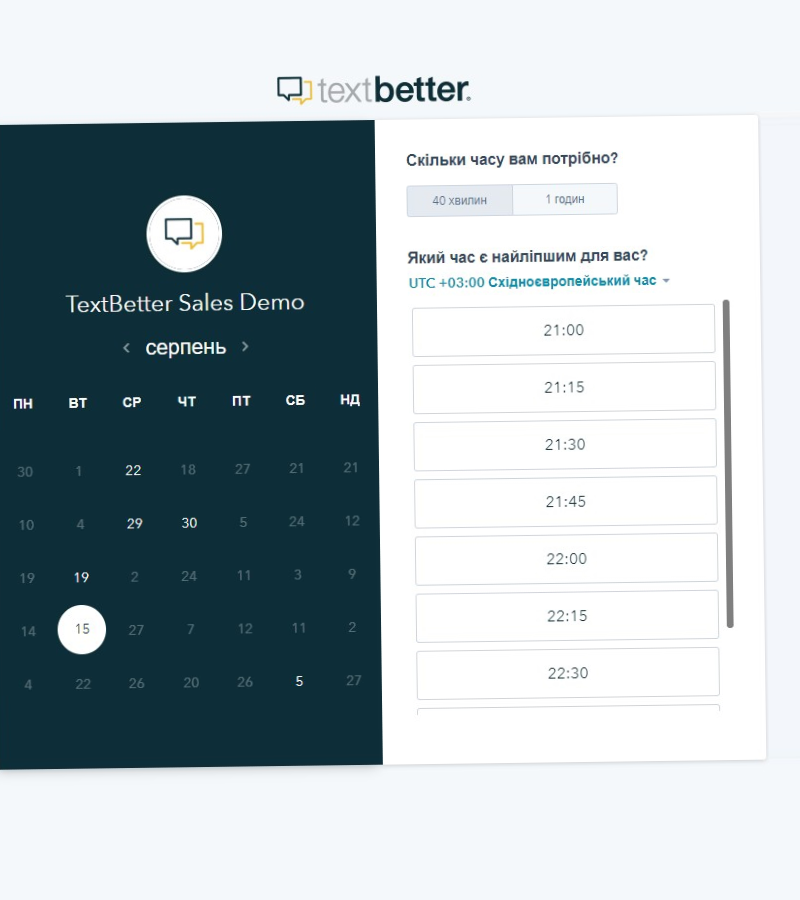 textbetter.
TextBetter Sales Demo
серпень
ПН ВТ СР ЧТ ПТ СБ НД
30 1 22 18 27 21 21
10 4 29 30 5 24 12
19 19 2 24 11 3 9
14 15 27 7 12 11 2
4 22 26 20 26 5 27
Скільки часу вам потрібно?
40 хвилин 1 годин
Який час є найліпшим для вас?
UTC +03:00 Східноєвропейський час
21:00
21:15
21:30
21:45
22:00
22:15
22:30